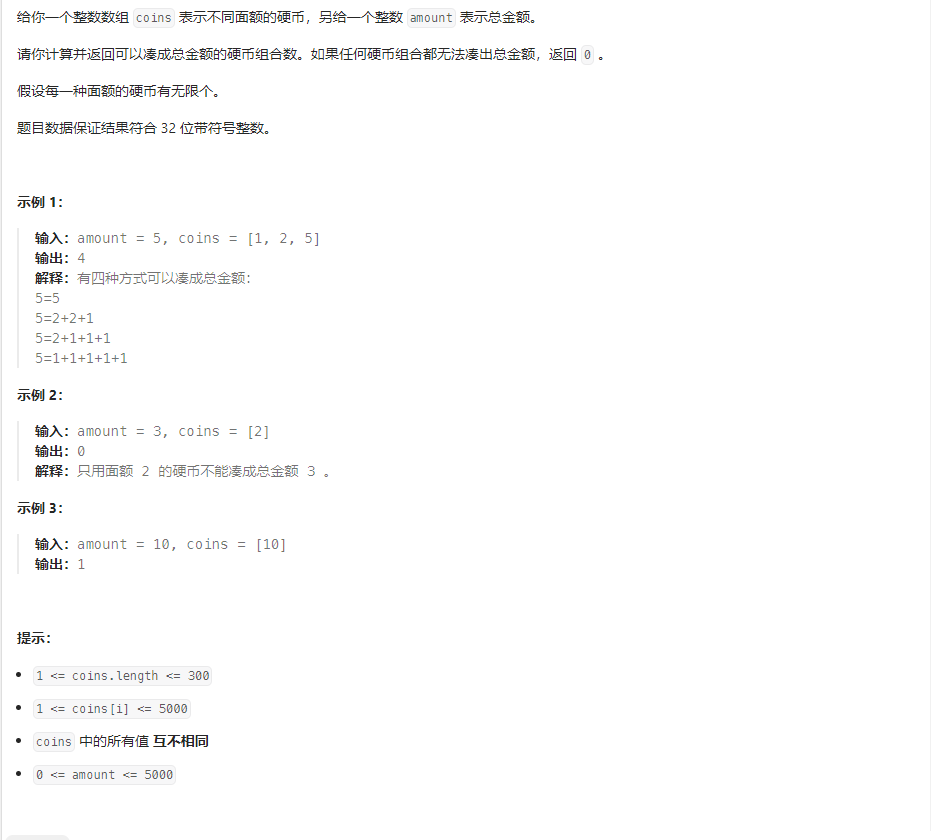 给你一个整数数组 coins 表示不同面额的硬币，另给一个整数 amount 表示总金额。
请你计算并返回可以凑成总金额的硬币组合数。如果任何硬币组合都无法凑出总金额，返回 0 。
假设每一种面额的硬币有无限个。
题目数据保证结果符合 32 位带符号整数。
示例 1：
输入：amount = 5, coins = [1, 2, 5]
输出：4
解释：有四种方式可以凑成总金额：
5=5
5=2+2+1
5=2+1+1+1
5=1+1+1+1+1
示例 2：
输入：amount = 3, coins = [2]
输出：0
解释：只用面额 2 的硬币不能凑成总金额 3 。
示例 3：
输入：amount = 10, coins = [10]
输出：1
提示：
• 1 <= coins.length <= 300
• 1 <= coins[i] <= 5000
• coins 中的所有值 互不相同
• 0 <= amount <= 5000